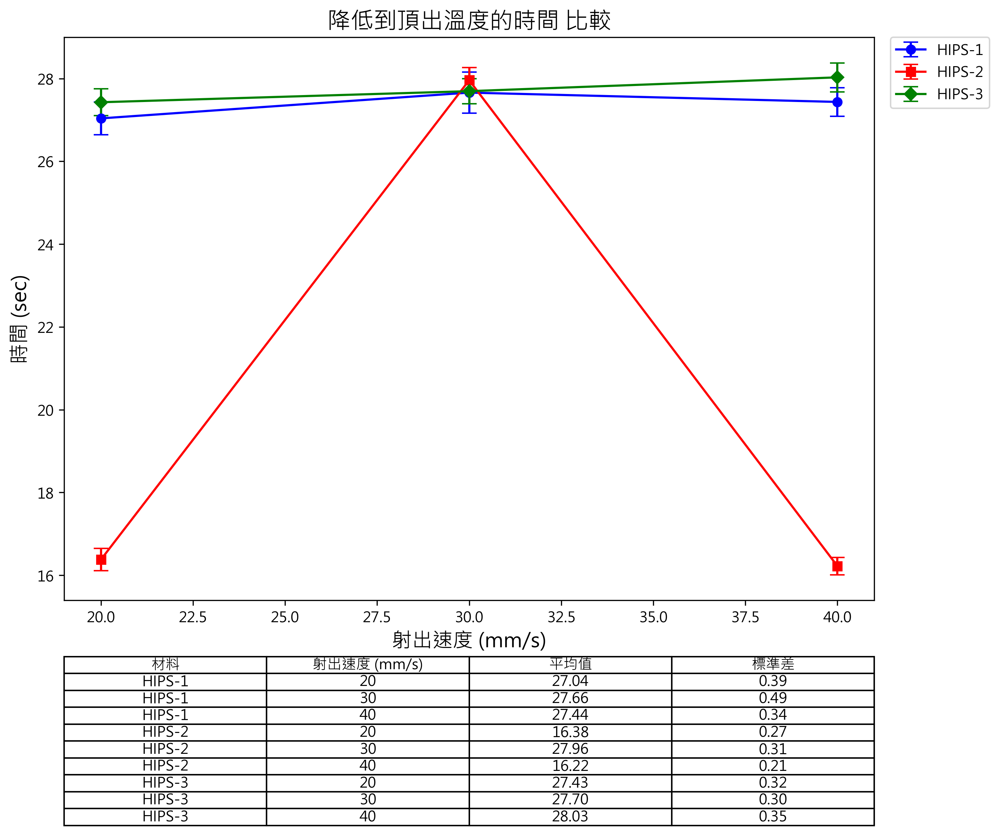 降低到頂出溫度的時間 比較
HIPS-1
HIPS-2
HIPS-3
時間 (sec)
28
26
24
22
20
18
16
20.0 22.5 25.0 27.5 30.0 32.5 35.0 37.5 40.0
射出速度 (mm/s)
材料 射出速度 (mm/s) 平均值 標準差
HIPS-1 20 27.04 0.39
HIPS-1 30 27.66 0.49
HIPS-1 40 27.44 0.34
HIPS-2 20 16.38 0.27
HIPS-2 30 27.96 0.31
HIPS-2 40 16.22 0.21
HIPS-3 20 27.43 0.32
HIPS-3 30 27.70 0.30
HIPS-3 40 28.03 0.35